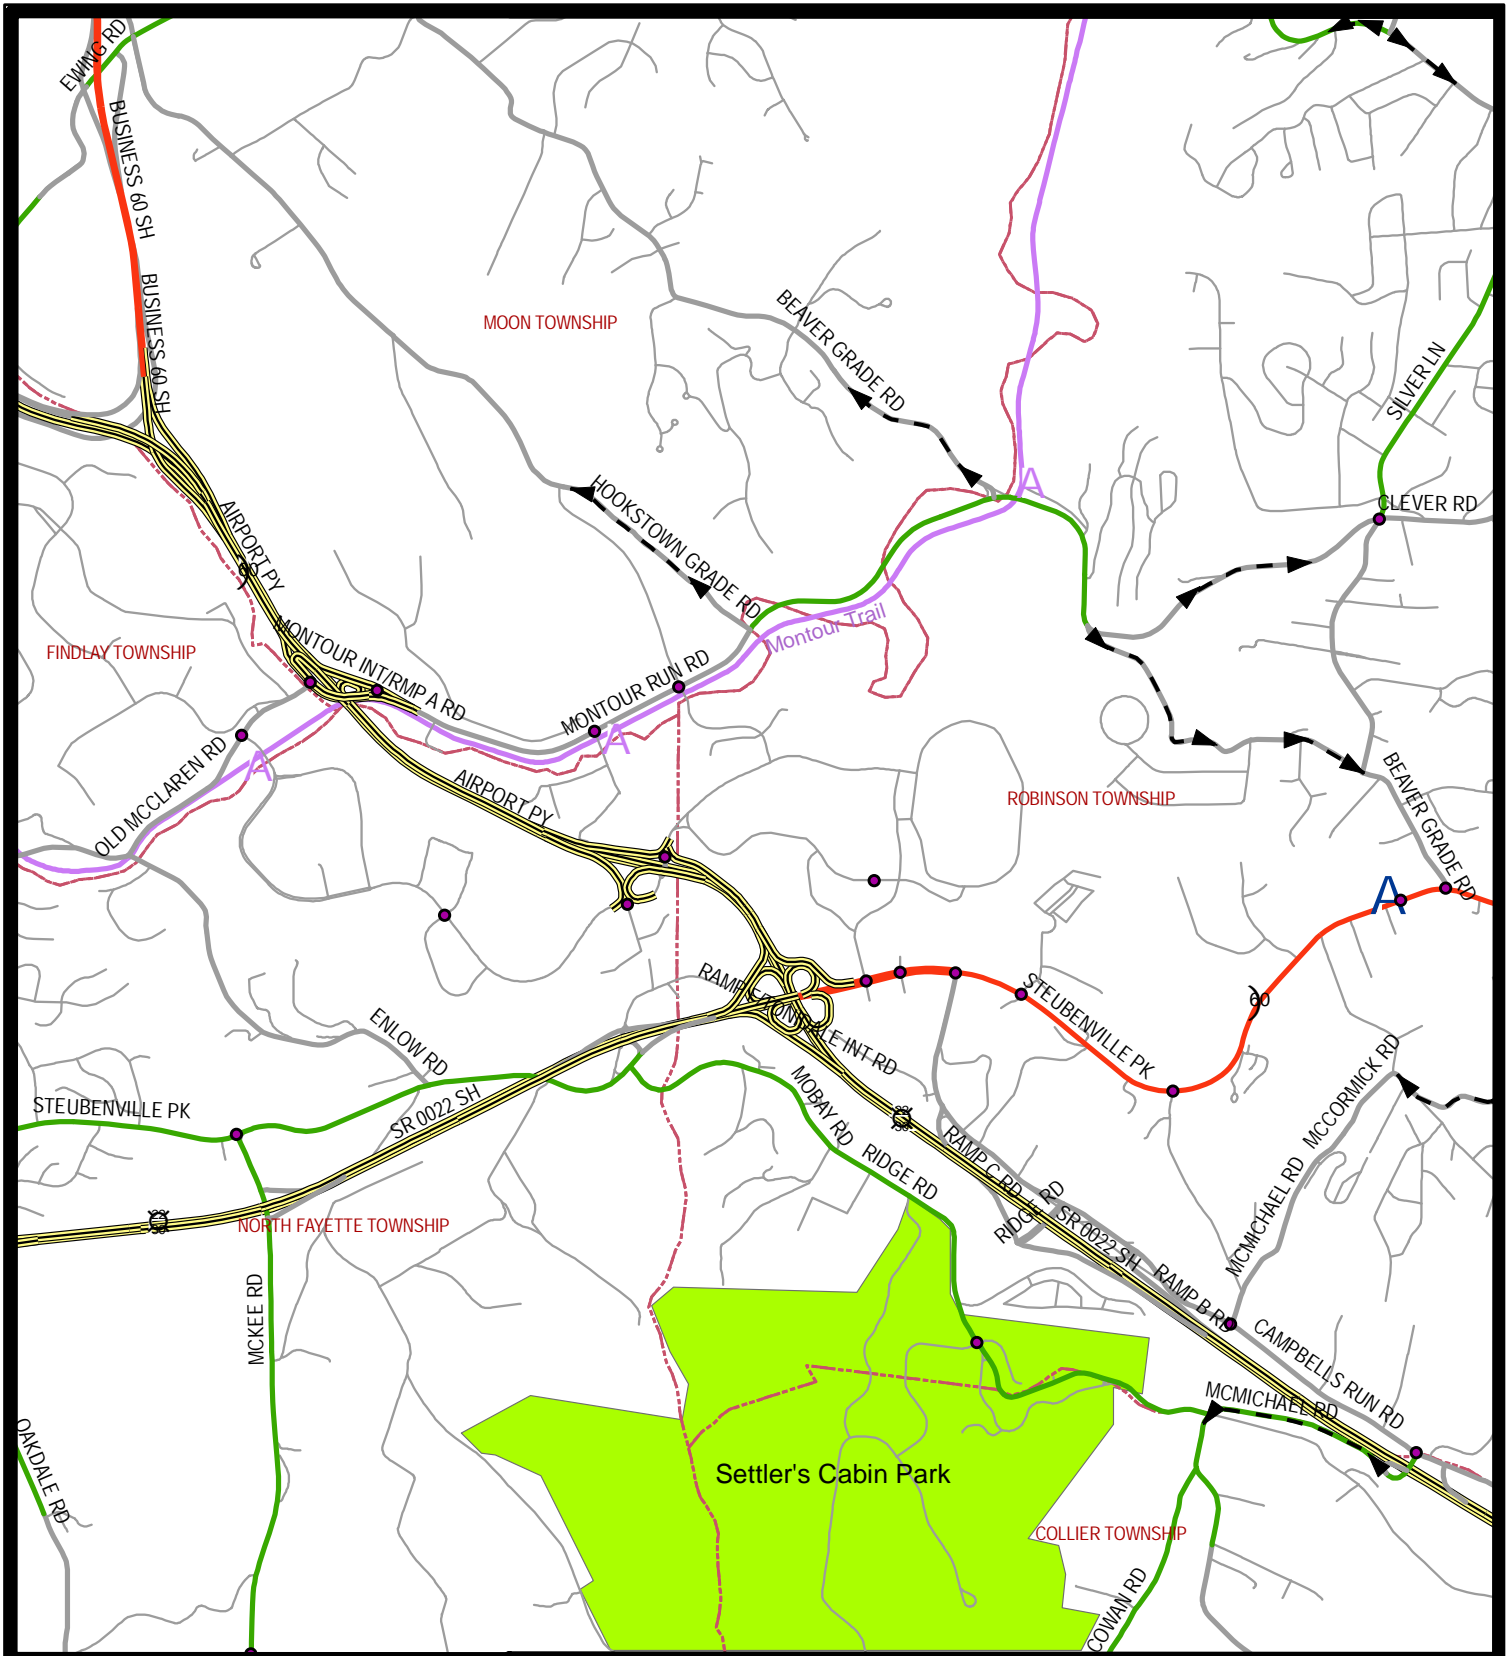 EWING RD
BUSINESS 60 SH
BUSINESS 60 SH
MOON TOWNSHIP
BEAVER GRADE RD
SILVER LN
CLEVER RD
A
HOOKSTOWN GRADE RD
AIRPORT PY
60
Montour Trail
FINDLAY TOWNSHIP
MONTOUR INT/RMP A RD
MONTOUR RUN RD
A
A
OLD MCCLAREN RD
AIRPORT PY
ROBINSON TOWNSHIP
BEAVER GRADE RD
A
STEUBENVILLE PK
60
ENLOW RD
STEUBENVILLE PK
SR 0022 SH
MOBAY RD
RIDGE RD
RAMP C RD
RIDGE RD
SR 0022 SH
RAMP B RD
MCCORMICK RD
MCMICHAEL RD
NORTH FAYETTE TOWNSHIP
MCKEE RD
CAMPBELLS RUN RD
MCMICHAEL RD
OAKDALE RD
Settler's Cabin Park
COLLIER TOWNSHIP
COWAN RD